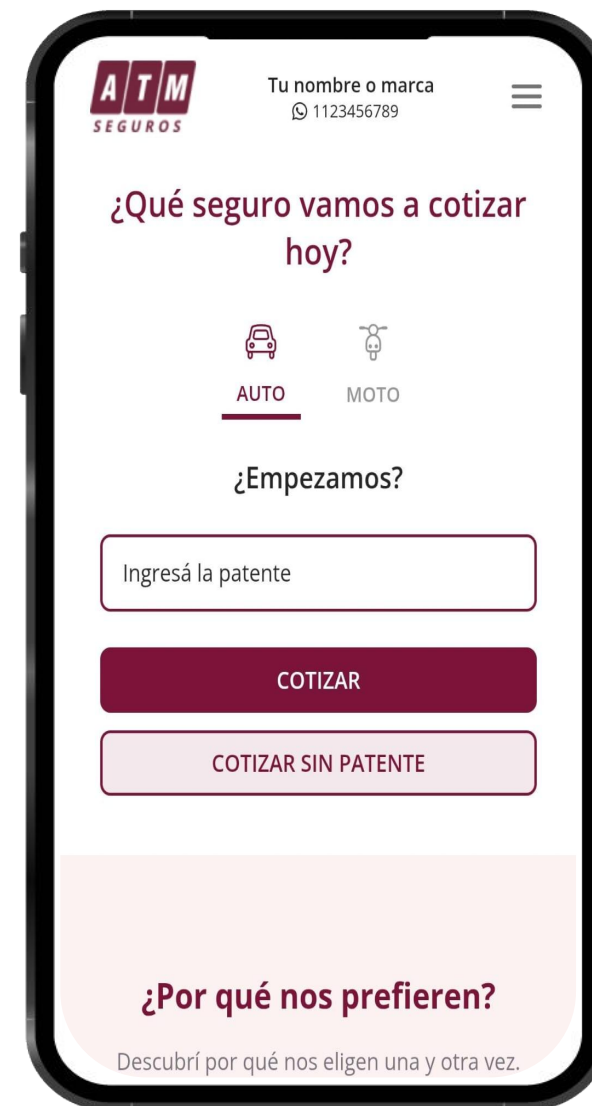 ATM
SEGUROS
Tu nombre o marca
1123456789
¿Qué seguro vamos a cotizar
hoy?
AUTO
MOTO
¿Empezamos?
Ingresá la patente
COTIZAR
COTIZAR SIN PATENTE
¿Por qué nos prefieren?
Descubrí por qué nos eligen una y otra vez.